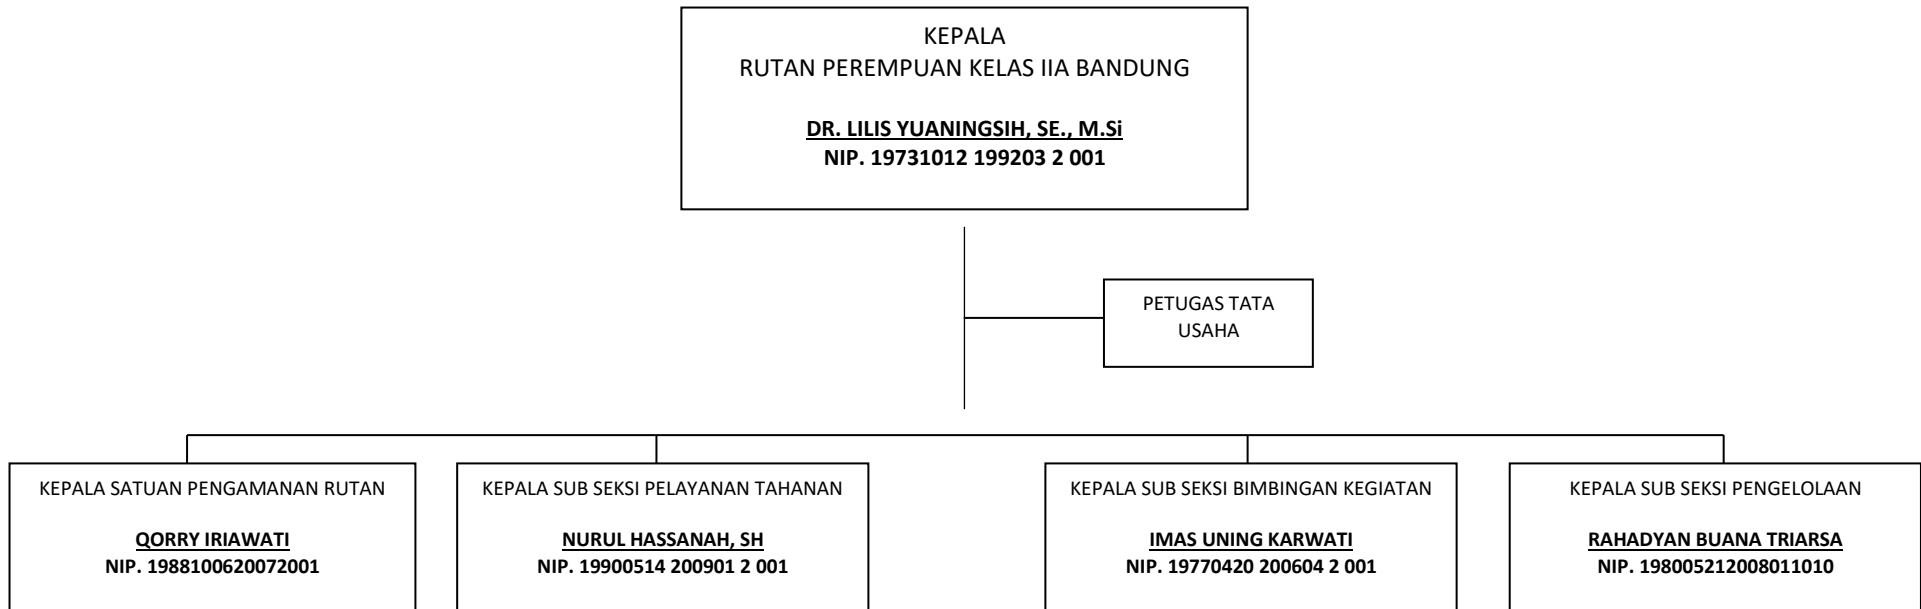 KEPALA
RUTAN PEREMPUAN KELAS IIA BANDUNG
DR. LILIS YUANINGSIH, SE., M.Si
NIP. 19731012 199203 2 001
PETUGAS TATA
USAHA
KEPALA SATUAN PENGAMANAN RUTAN
QORRY IRIAWATI
NIP. 1988100620072001
KEPALA SUB SEKSI PELAYANAN TAHANAN
NURUL HASSANAH, SH
NIP. 19900514 200901 2 001
KEPALA SUB SEKSI BIMBINGAN KEGIATAN
IMAS UNING KARWATI
NIP. 19770420 200604 2 001
KEPALA SUB SEKSI PENGELOLAAN
RAHADYAN BUANA TRIARSA
NIP. 198005212008011010